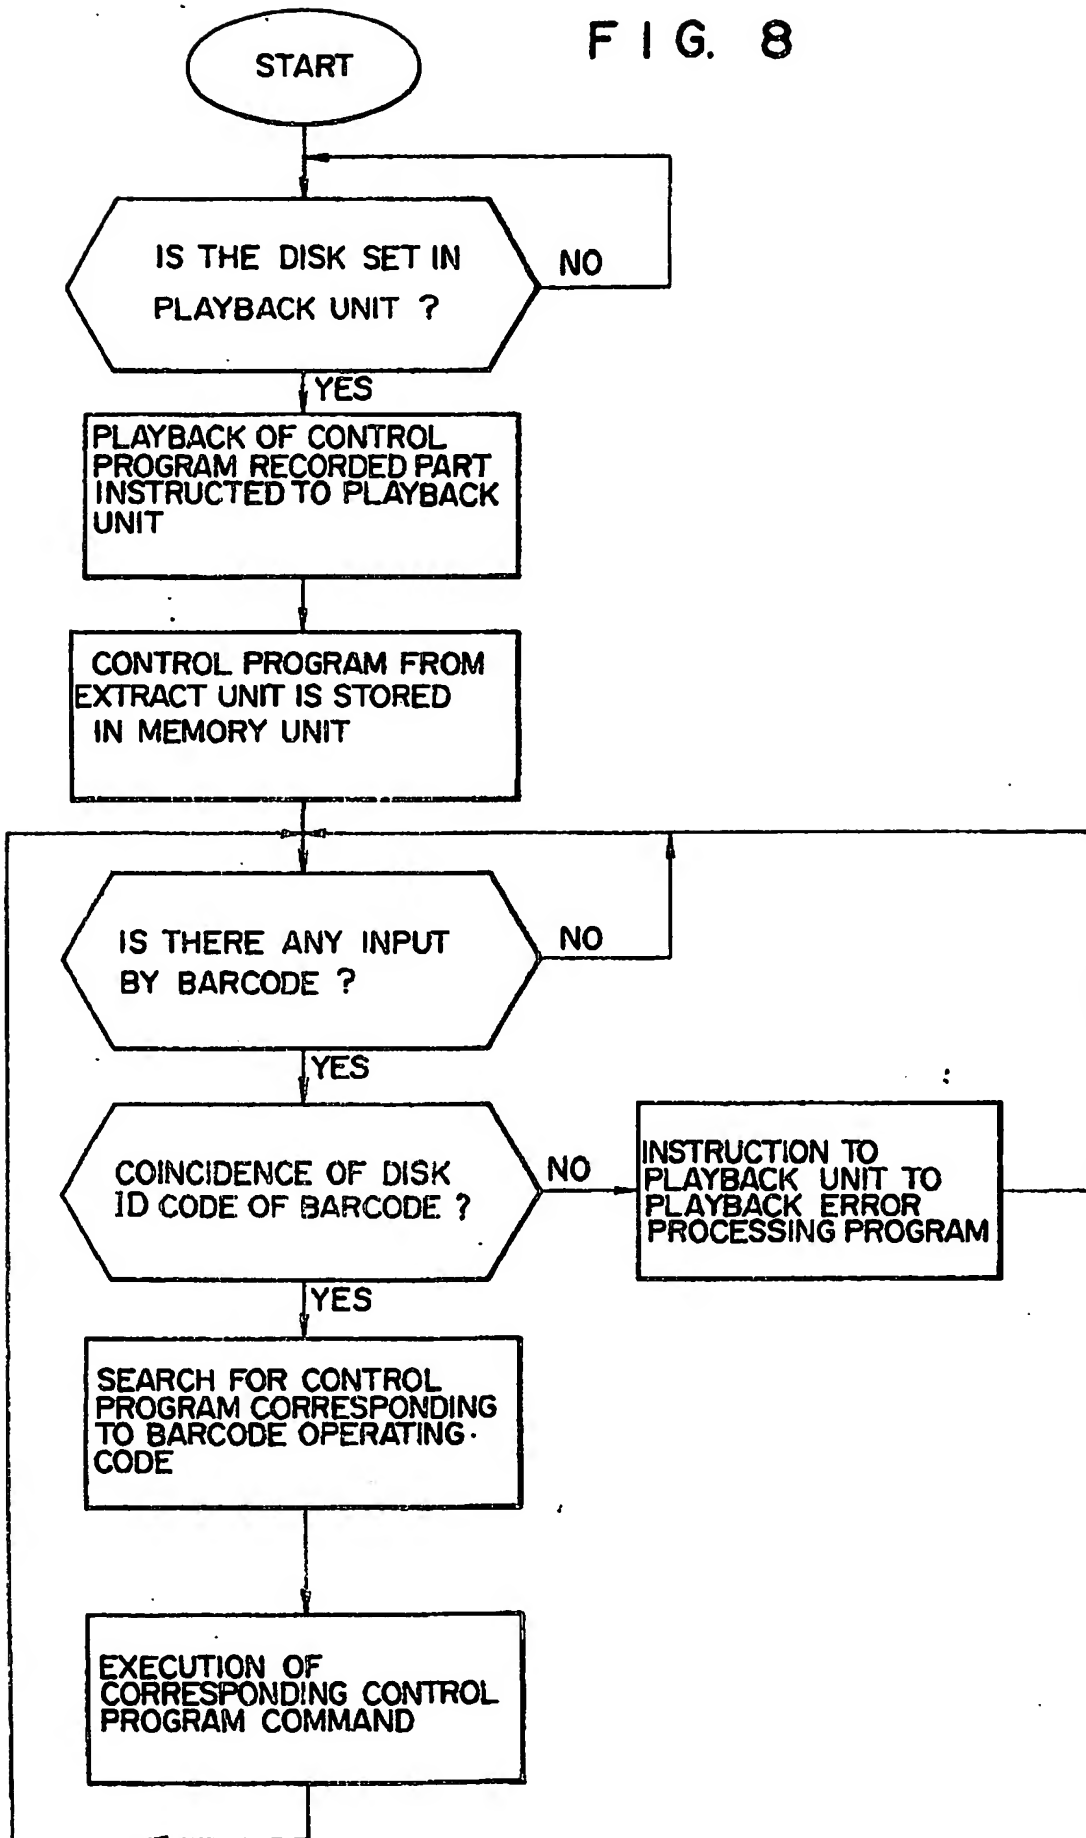 FIG. 8
START
IS THE DISK SET IN
PLAYBACK UNIT ?
NO
YES
PLAYBACK OF CONTROL
PROGRAM RECORDED PART
INSTRUCTED TO PLAYBACK
UNIT
CONTROL PROGRAM FROM
EXTRACT UNIT IS STORED
IN MEMORY UNIT
IS THERE ANY INPUT
BY BARCODE ?
NO
YES
COINCIDENCE OF DISK
ID CODE OF BARCODE ?
NO
INSTRUCTION TO
PLAYBACK UNIT TO
PLAYBACK ERROR
PROCESSING PROGRAM
YES
SEARCH FOR CONTROL
PROGRAM CORRESPONDING
TO BARCODE OPERATING
CODE
EXECUTION OF
CORRESPONDING CONTROL
PROGRAM COMMAND